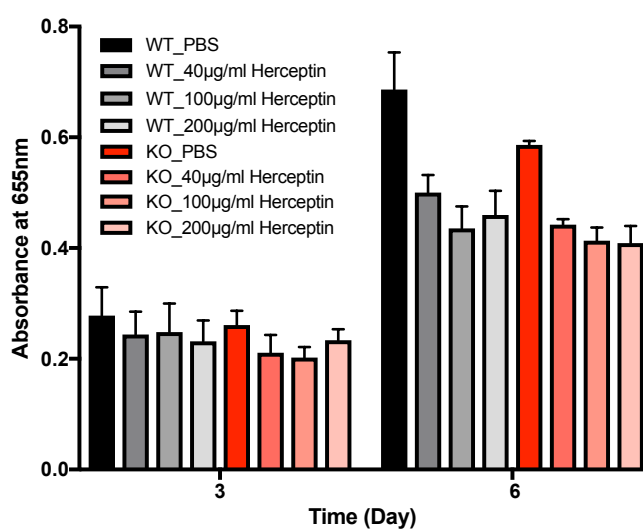 0.8
0.6
0.4
0.2
0.0
Absorbance at 655nm
WT_PBS
WT_40µg/ml Herceptin
WT_100µg/ml Herceptin
WT_200µg/ml Herceptin
KO_PBS
KO_40µg/ml Herceptin
KO_100µg/ml Herceptin
KO_200µg/ml Herceptin
3
6
Time (Day)